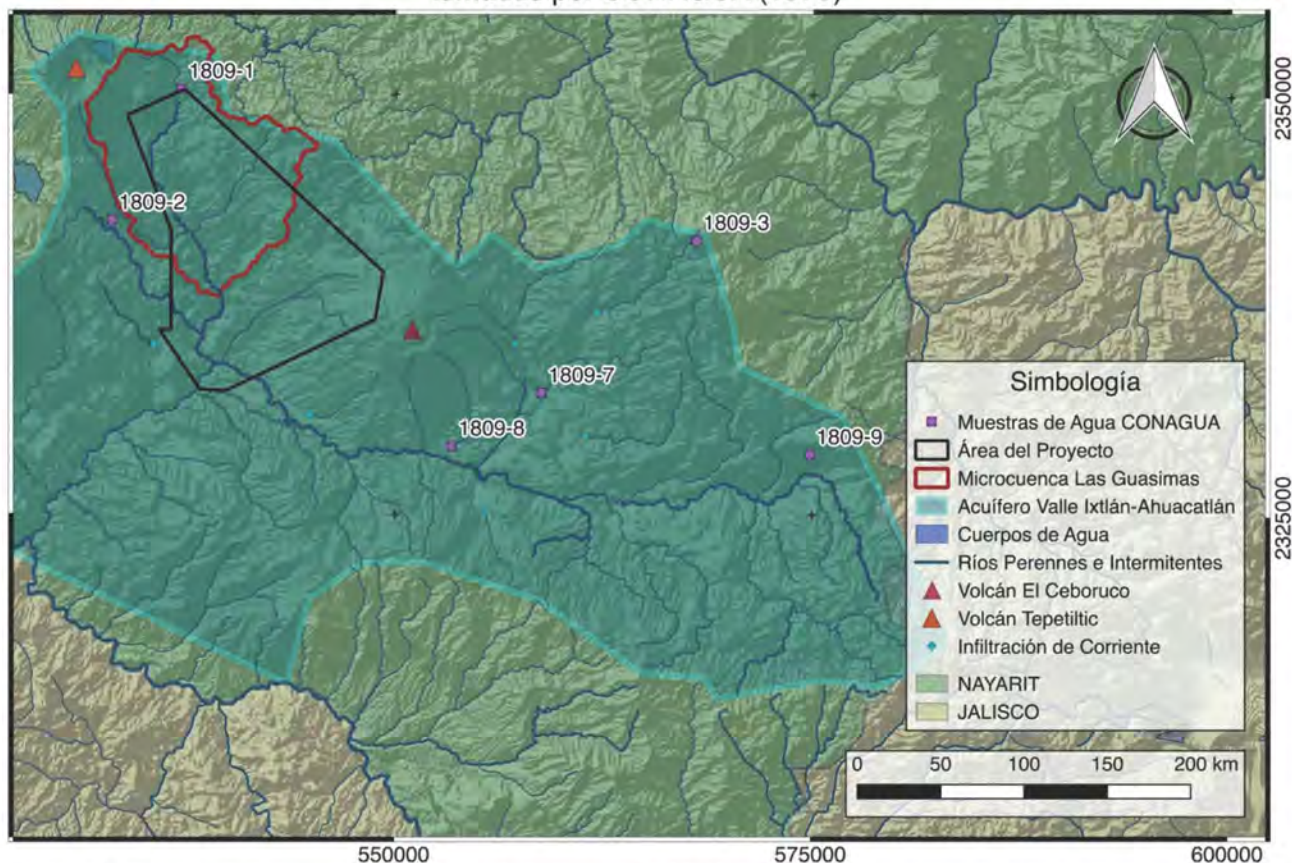 1809-1
2350000
1809-2
1809-3
1809-7
1809-8
1809-9
Simbología
Muestras de Agua CONAGUA
Área del Proyecto
Microcuenca Las Guasimas
Acuífero Valle Ixtlán-Ahuacatlán
Cuerpos de Agua
Ríos Perennes e Intermitentes
Volcán El Ceboruco
Volcán Tepetiltic
Infiltración de Corriente
NAYARIT
JALISCO
2325000
0 50 100 150 200 km
550000 575000 600000